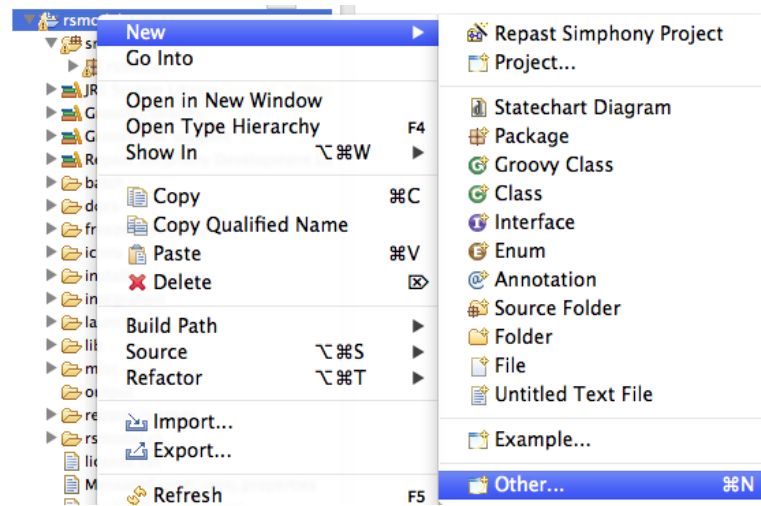 New
Go Into
Open in New Window
Open Type Hierarchy F4
Show In ⌥⌘W
Copy ⌘C
Copy Qualified Name
Paste ⌘V
Delete ⌦
Build Path
Source ⌥⌘S
Refactor ⌥⌘T
Import...
Export...
Refresh F5
Repast Simphony Project
Project...
Statechart Diagram
Package
Groovy Class
Class
Interface
Enum
Annotation
Source Folder
Folder
File
Untitled Text File
Example...
Other... ⌘N